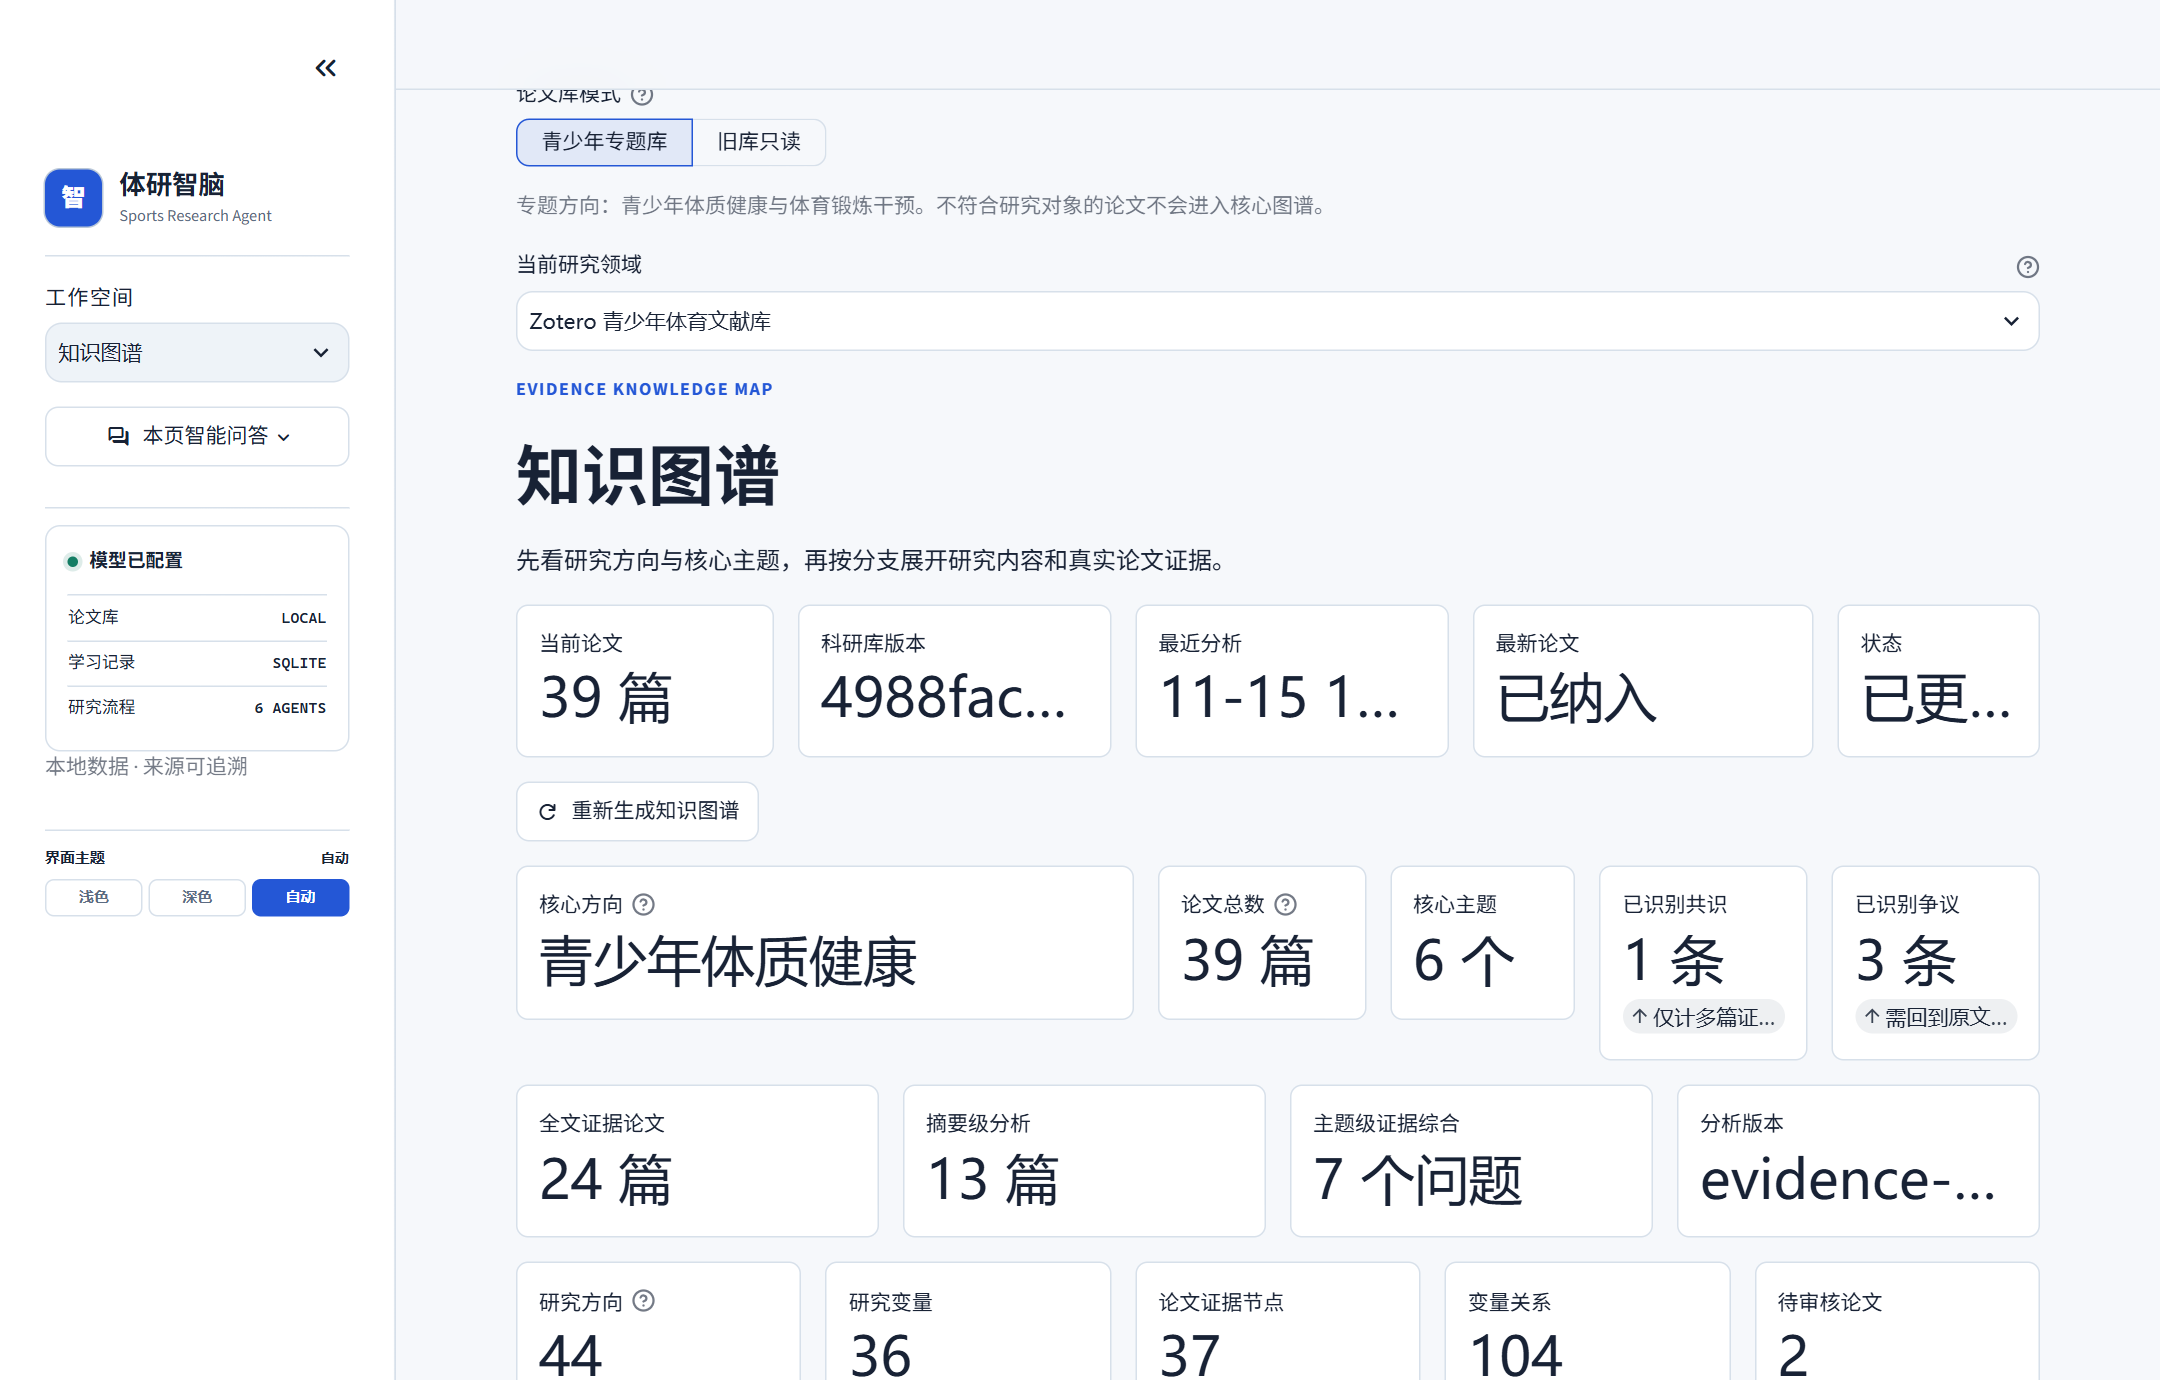 智
体研智脑
Sports Research Agent
工作空间
知识图谱
本页智能问答
模型已配置
论文库 LOCAL
学习记录 SQLITE
研究流程 6 AGENTS
本地数据 · 来源可追溯
界面主题 自动
浅色 深色 自动
论文库模式
青少年专题库 旧库只读
专题方向：青少年体质健康与体育锻炼干预。不符合研究对象的论文不会进入核心图谱。
当前研究领域
Zotero 青少年体育文献库
EVIDENCE KNOWLEDGE MAP
知识图谱
先看研究方向与核心主题，再按分支展开研究内容和真实论文证据。
当前论文
39 篇
科研库版本
4988fac...
最近分析
11-15 1...
最新论文
已纳入
状态
已更...
重新生成知识图谱
核心方向
青少年体质健康
论文总数
39 篇
核心主题
6 个
已识别共识
1 条
↑ 仅计多篇证...
已识别争议
3 条
↑ 需回到原文...
全文证据论文
24 篇
摘要级分析
13 篇
主题级证据综合
7 个问题
分析版本
evidence-...
研究方向
44
研究变量
36
论文证据节点
37
变量关系
104
待审核论文
2